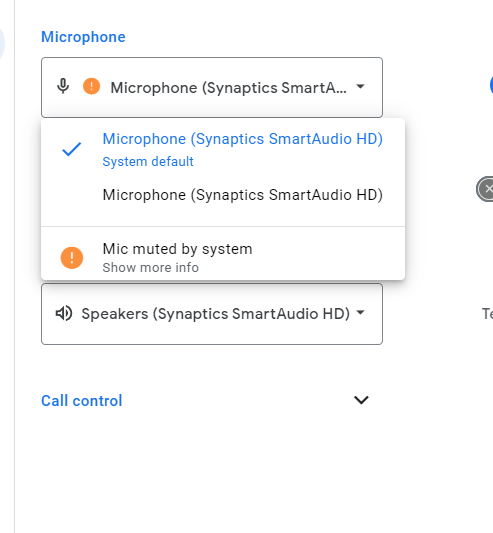 Microphone
Microphone (Synaptics SmartA...
Microphone (Synaptics SmartAudio HD)
System default
Microphone (Synaptics SmartAudio HD)
Mic muted by system
Show more info
Speakers (Synaptics SmartAudio HD)
Te
Call control